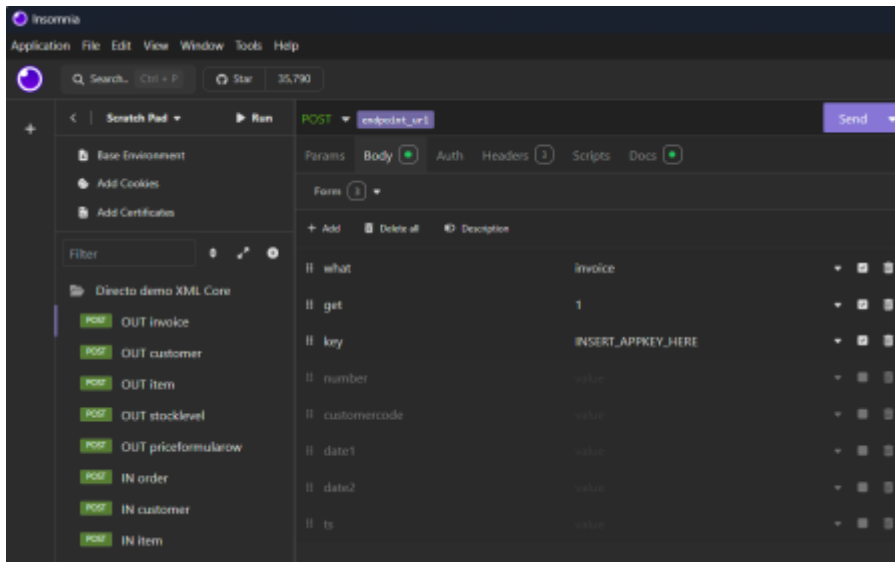 Insomnia
Application File Edit View Window Tools Help
Search.. Ctrl + P Star 35,790
Scratch Pad Run POST endpoint_url Send
Base Environment
Add Cookies
Add Certificates
Params Body Auth Headers 3 Scripts Docs
Form 3
+ Add Delete all Description
Filter
what invoice
get 1
key INSERT_APPKEY_HERE
number value
customercode value
date1 value
date2 value
ts value
Directo demo XML Core
POST OUT invoice
POST OUT customer
POST OUT item
POST OUT stocklevel
POST OUT priceformularow
POST IN order
POST IN customer
POST IN item